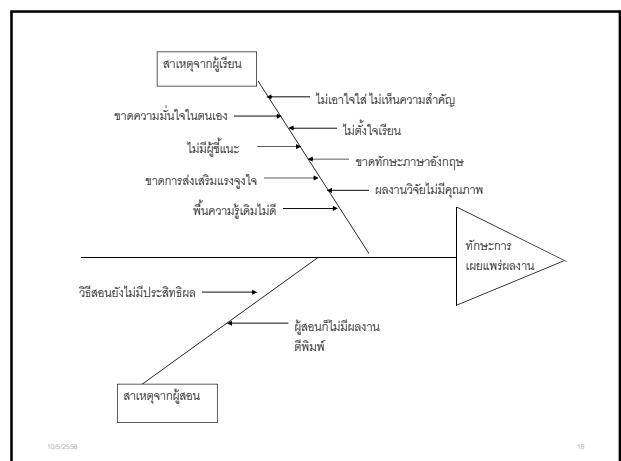 สาเหตุจากผู้เรียน
ไม่เอาใจใส่ ไม่เห็นความสำคัญ
ขาดความมั่นใจในตนเอง
ไม่ตั้งใจเรียน
ไม่มีผู้ชี้แนะ
ขาดทักษะภาษาอังกฤษ
ขาดการส่งเสริมแรงจูงใจ
ผลงานวิจัยไม่มีคุณภาพ
พื้นความรู้เดิมไม่ดี
ทักษะการ
เผยแพร่ผลงาน
วิธีสอนยังไม่มีประสิทธิผล
ผู้สอนก็ไม่มีผลงาน
ตีพิมพ์
สาเหตุจากผู้สอน
10/5/2558
18